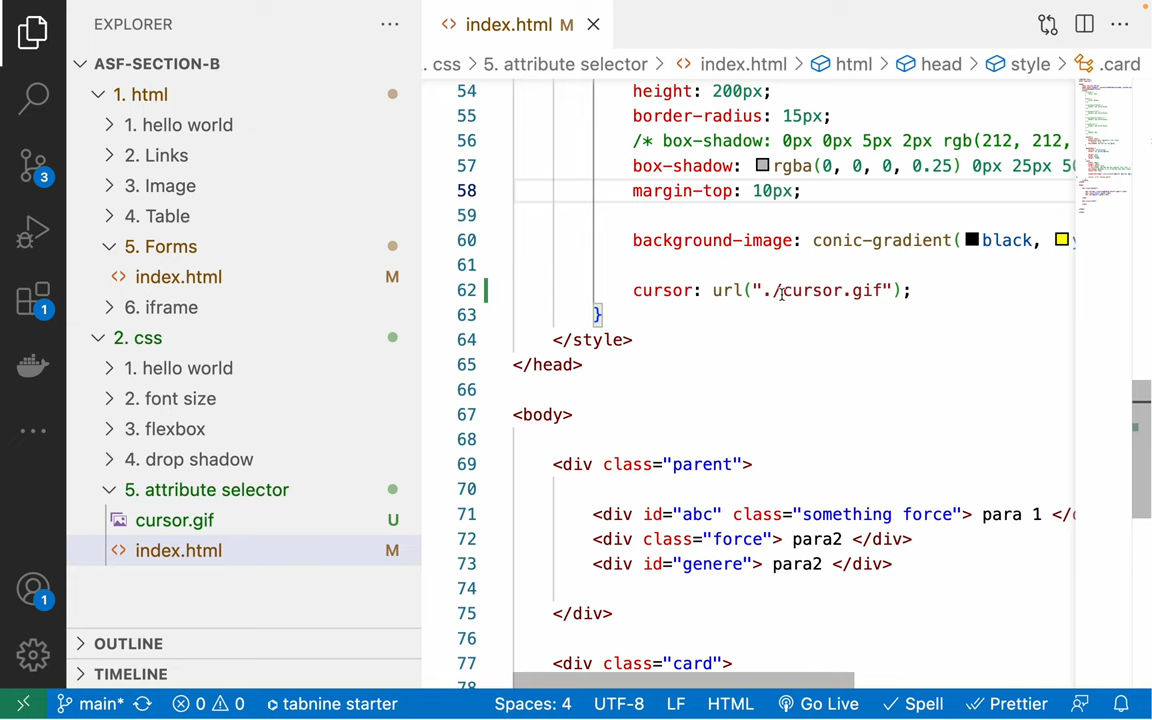 EXPLORER
ASF-SECTION-B
1. html
1. hello world
2. Links
3. Image
4. Table
5. Forms
index.html M
6. iframe
2. css
1. hello world
2. font size
3. flexbox
4. drop shadow
5. attribute selector
cursor.gif U
index.html M
OUTLINE
TIMELINE
3
1
1
index.html M
css > 5. attribute selector > index.html > html > head > style > .card
54 height: 200px;
55 border-radius: 15px;
56 /* box-shadow: 0px 0px 5px 2px rgb(212, 212,
57 box-shadow: rgba(0, 0, 0, 0.25) 0px 25px 50
58 margin-top: 10px;
59
60 background-image: conic-gradient(black,
61
62 cursor: url("./cursor.gif");
63 }
64 </style>
65 </head>
66
67 <body>
68
69 <div class="parent">
70
71 <div id="abc" class="something force"> para 1 </
72 <div class="force"> para2 </div>
73 <div id="genere"> para2 </div>
74
75 </div>
76
77 <div class="card">
78
main* 0 0 tabnine starter Spaces: 4 UTF-8 LF HTML Go Live Spell Prettier